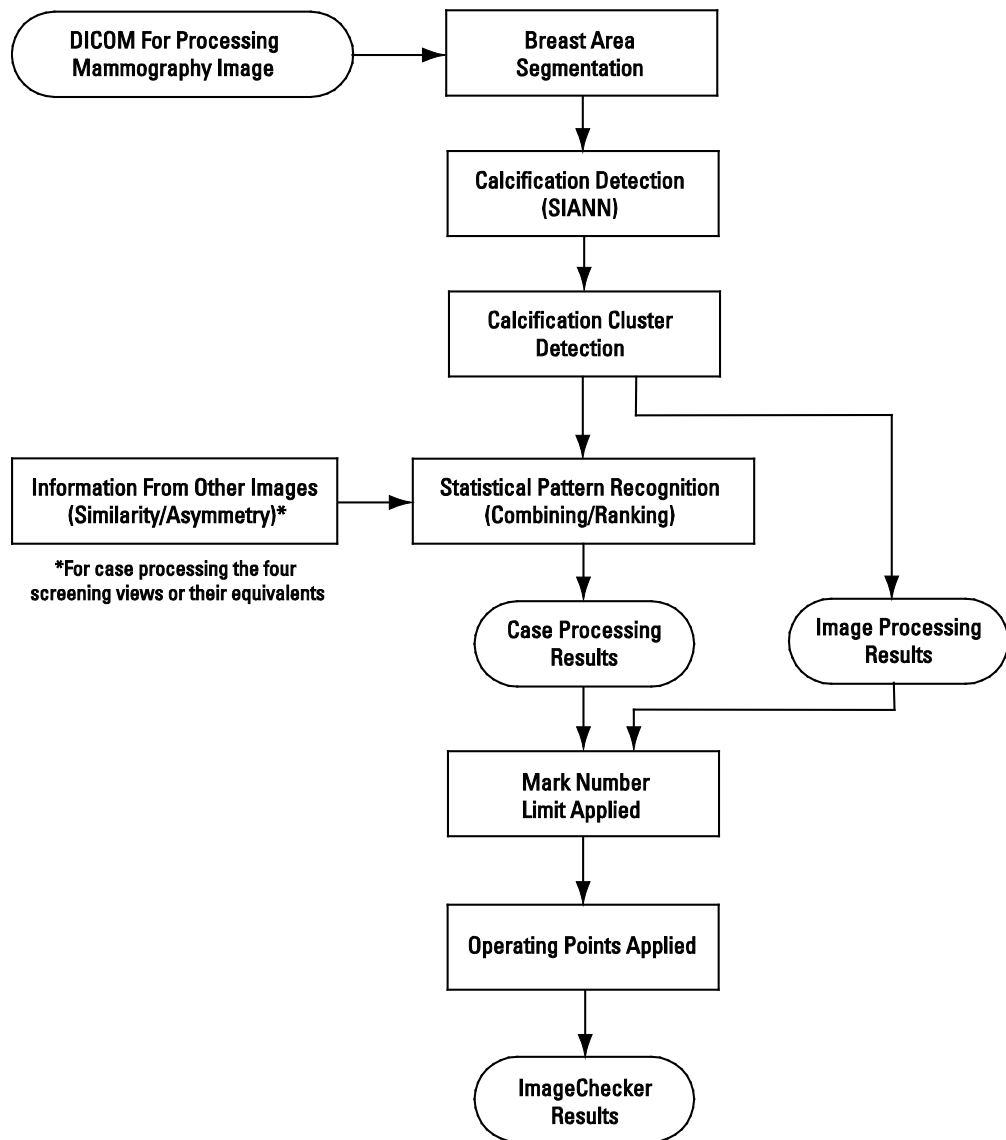 DICOM For Processing
Mammography Image
Breast Area
Segmentation
Calcification Detection
(SIANN)
Calcification Cluster
Detection
Information From Other Images
(Similarity/Asymmetry)*
Statistical Pattern Recognition
(Combining/Ranking)
*For case processing the four
screening views or their equivalents
Case Processing
Results
Image Processing
Results
Mark Number
Limit Applied
Operating Points Applied
ImageChecker
Results